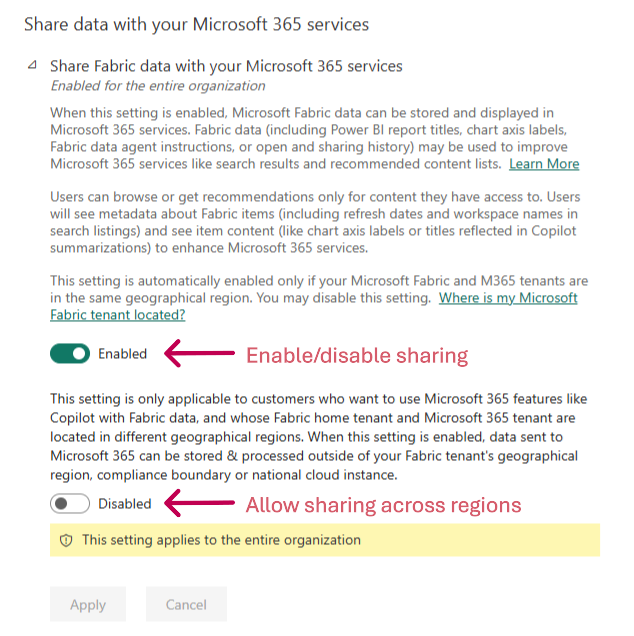 Share data with your Microsoft 365 services
Share Fabric data with your Microsoft 365 services
Enabled for the entire organization
When this setting is enabled, Microsoft Fabric data can be stored and displayed in
Microsoft 365 services. Fabric data (including Power BI report titles, chart axis labels,
Fabric data agent instructions, or open and sharing history) may be used to improve
Microsoft 365 services like search results and recommended content lists. Learn More
Users can browse or get recommendations only for content they have access to. Users
will see metadata about Fabric items (including refresh dates and workspace names in
search listings) and see item content (like chart axis labels or titles reflected in Copilot
summarizations) to enhance Microsoft 365 services.
This setting is automatically enabled only if your Microsoft Fabric and M365 tenants are
in the same geographical region. You may disable this setting. Where is my Microsoft
Fabric tenant located?
Enabled Enable/disable sharing
This setting is only applicable to customers who want to use Microsoft 365 features like
Copilot with Fabric data, and whose Fabric home tenant and Microsoft 365 tenant are
located in different geographical regions. When this setting is enabled, data sent to
Microsoft 365 can be stored & processed outside of your Fabric tenant's geographical
region, compliance boundary or national cloud instance.
Disabled Allow sharing across regions
This setting applies to the entire organization
Apply Cancel